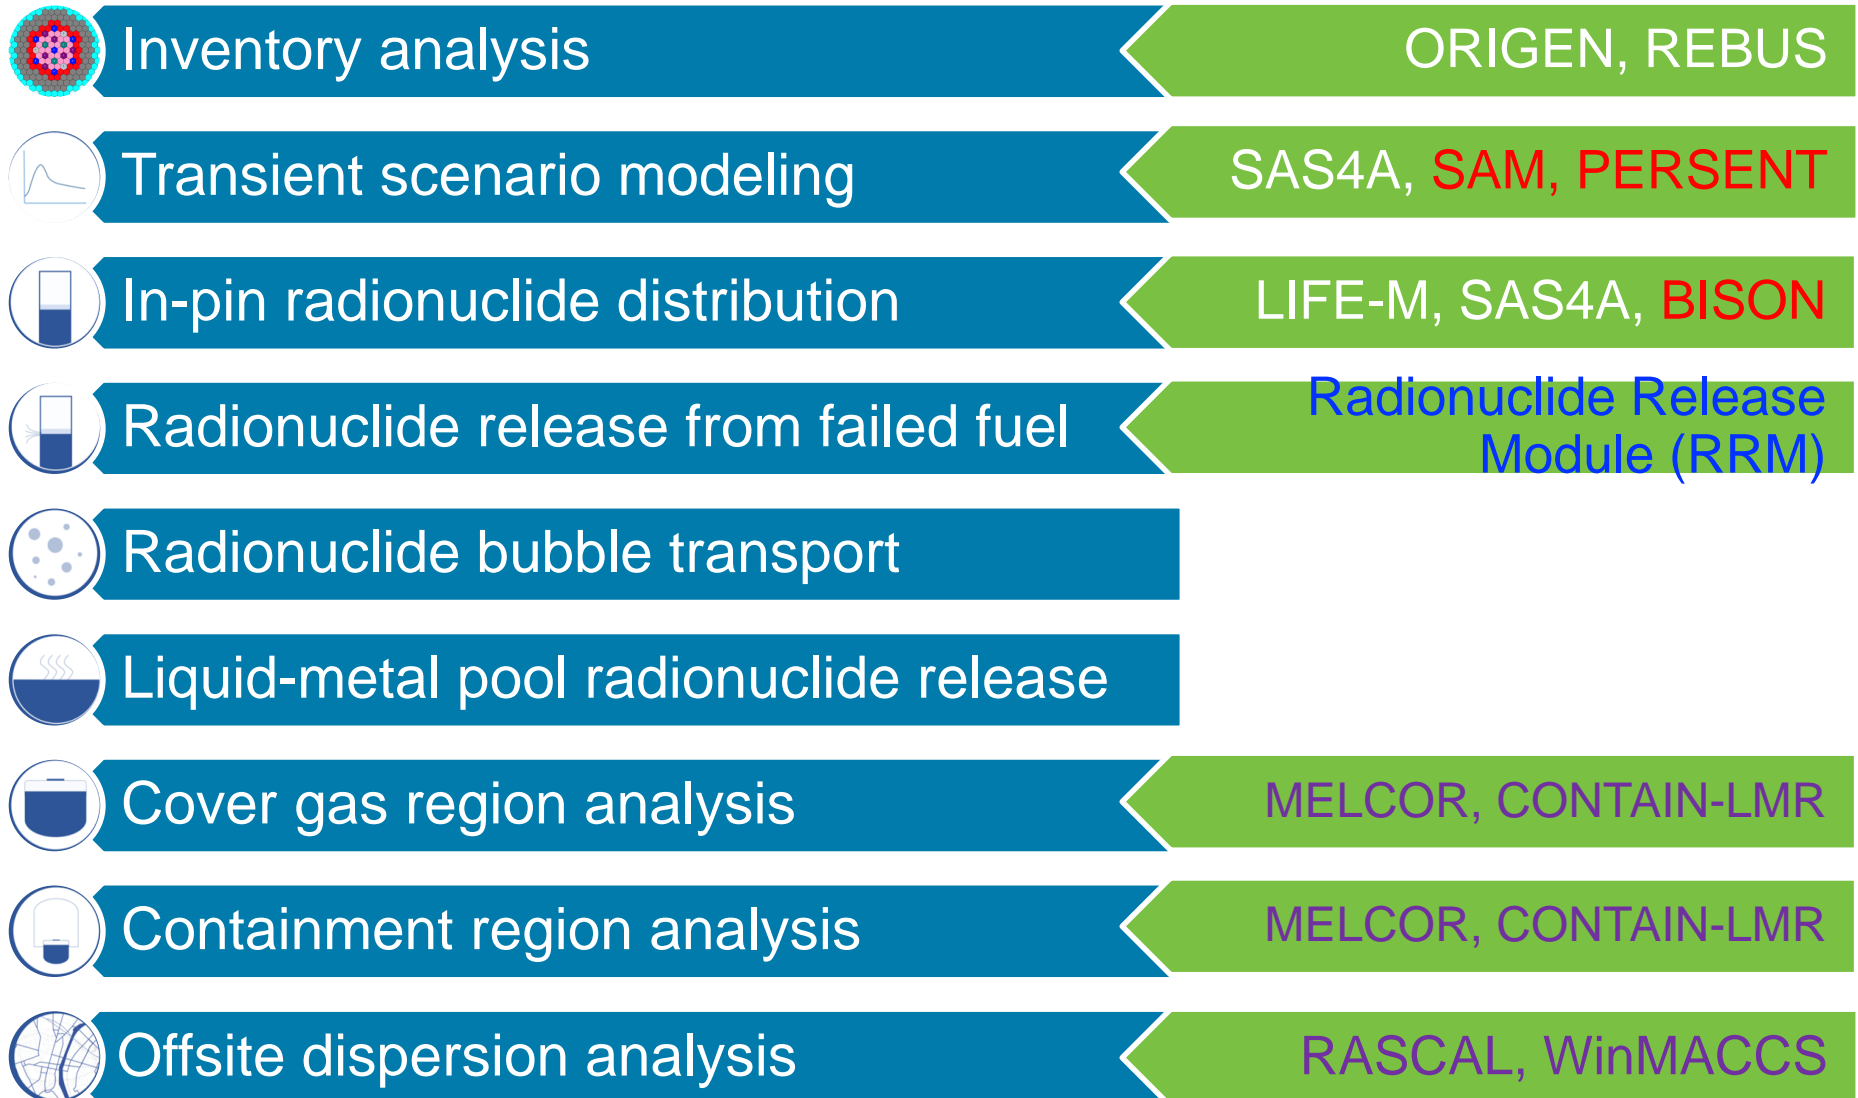 Inventory analysis
ORIGEN, REBUS
Transient scenario modeling
SAS4A, SAM, PERSENT
In-pin radionuclide distribution
LIFE-M, SAS4A, BISON
Radionuclide release from failed fuel
Radionuclide Release
Module (RRM)
Radionuclide bubble transport
Liquid-metal pool radionuclide release
Cover gas region analysis
MELCOR, CONTAIN-LMR
Containment region analysis
MELCOR, CONTAIN-LMR
Offsite dispersion analysis
RASCAL, WinMACCS